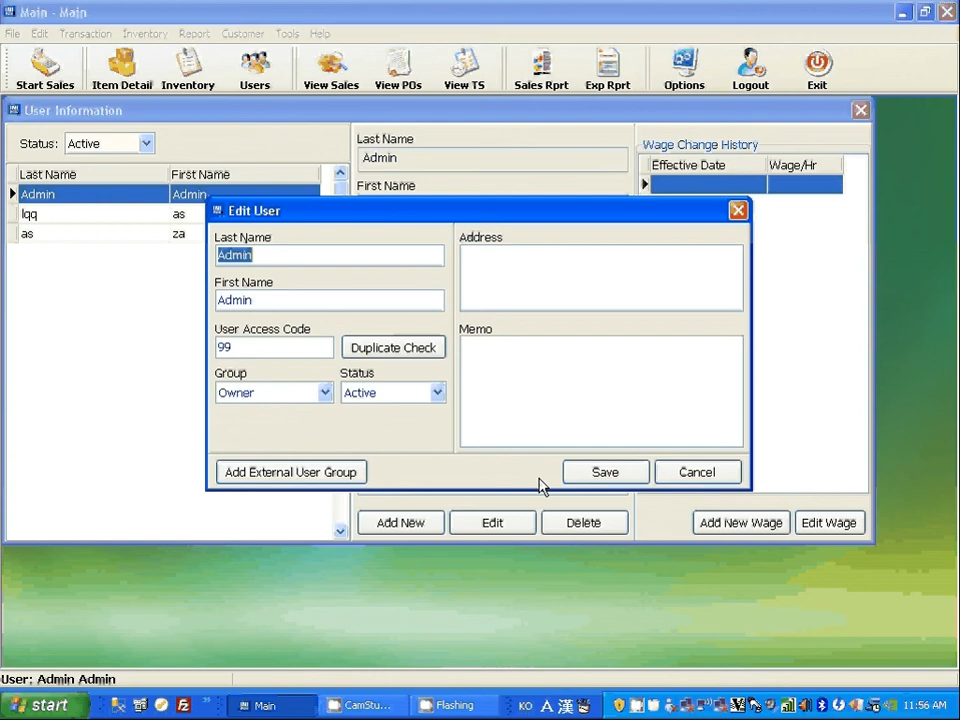 Main - Main
File Edit Transaction Inventory Report Customer Tools Help
Start Sales Item Detail Inventory Users View Sales View POs View TS Sales Rprt Exp Rprt Options Logout Exit
User Information
Status: Active
Last Name First Name
Admin Admin
lqq as
as za
Last Name
Admin
First Name
Wage Change History
Effective Date Wage/Hr
Edit User
Last Name
Admin
First Name
Admin
User Access Code
99 Duplicate Check
Group Status
Owner Active
Address
Memo
Add External User Group Save Cancel
Add New Edit Delete Add New Wage Edit Wage
User: Admin Admin
start Main CamStu... Flashing KO A 漢 11:56 AM